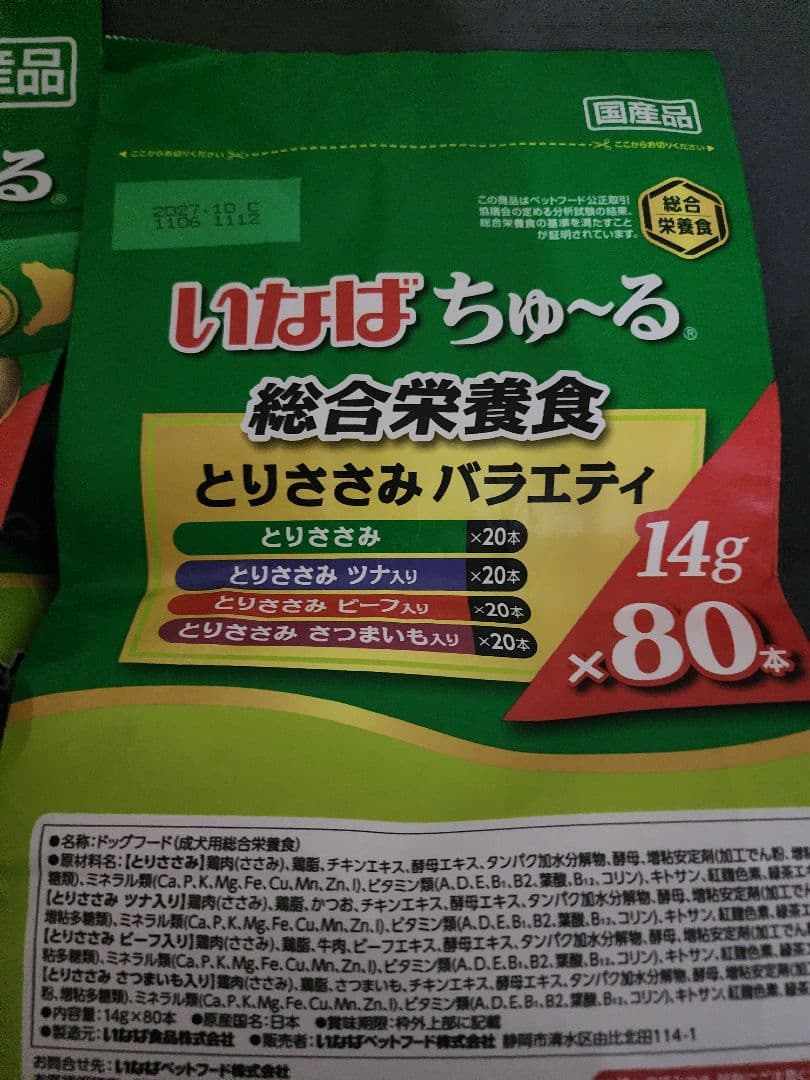 産品
る®
国産品
ここからお切りください
ここからお切りください
2027.10 C
1106 1112
この商品はペットフード公正取引
協議会の定める分析試験の結果、
総合栄養食の基準を満たすこと
が証明されています。
総合
栄養食
いなば ちゅ~る®
総合栄養食
とりささみ バラエティ
とりささみ ×20本
とりささみ ツナ入り ×20本
とりささみ ビーフ入り ×20本
とりささみ さつまいも入り ×20本
14g
×80本
●名称:ドッグフード(成犬用総合栄養食)
●原材料名:【とりささみ】鶏肉(ささみ)、鶏脂、チキンエキス、酵母エキス、タンパク加水分解物、酵母、増粘安定剤(加工でん粉、増
糖類)、ミネラル類(Ca、P、K、Mg、Fe、Cu、Mn、Zn、I)、ビタミン類(A、D、E、B₁、B2、葉酸、B₁₂、コリン)、キトサン、紅麹色素、緑茶エ
【とりささみ ツナ入り】鶏肉(ささみ)、鶏脂、かつお、チキンエキス、酵母エキス、タンパク加水分解物、酵母、増粘安定剤(加工でん
増粘多糖類)、ミネラル類(Ca、P、K、Mg、Fe、Cu、Mn、Zn、I)、ビタミン類(A、D、E、B₁、B2、葉酸、B₁₂、コリン)、キトサン、紅麹色素、緑
【とりささみ ビーフ入り】鶏肉(ささみ)、鶏脂、牛肉、ビーフエキス、酵母エキス、タンパク加水分解物、酵母、増粘安定剤(加工でん
粘多糖類)、ミネラル類(Ca、P、K、Mg、Fe、Cu、Mn、Zn、I)、ビタミン類(A、D、E、B₁、B2、葉酸、B₁₂、コリン)、キトサン、紅麹色素、緑茶
【とりささみ さつまいも入り】鶏肉(ささみ)、鶏脂、さつまいも、チキンエキス、酵母エキス、タンパク加水分解物、酵母、増粘安定剤(加
粉、増粘多糖類)、ミネラル類(Ca、P、K、Mg、Fe、Cu、Mn、Zn、I)、ビタミン類(A、D、E、B₁、B2、葉酸、B₁₂、コリン)、キトサン、紅麹色素、緑茶
●内容量:14g×80本 ●原産国名:日本 ●賞味期限:枠外上部に記載
●製造元:いなば食品株式会社 ●販売者:いなばペットフード株式会社 静岡市清水区由比北田114-1
お問合せ先:いなばペットフード株式会社